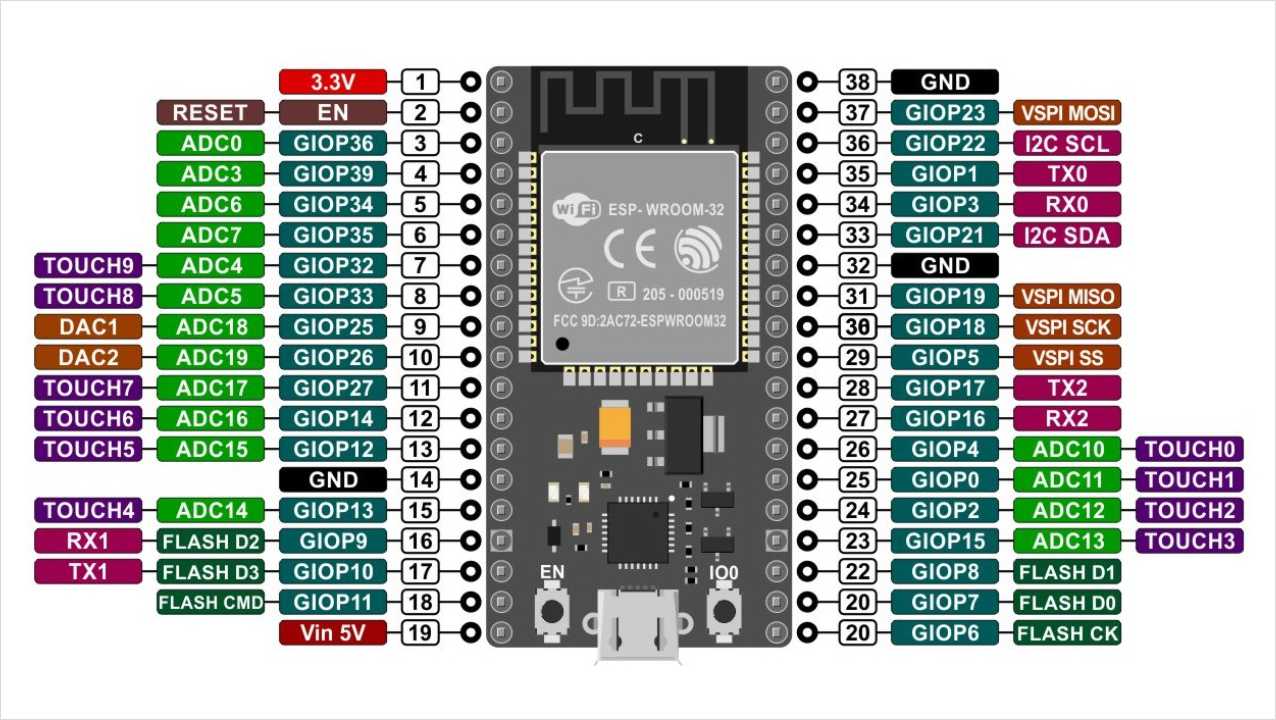 3.3V 1 38 GND
RESET EN 2 37 GIOP23 VSPI MOSI
ADC0 GIOP36 3 36 GIOP22 I2C SCL
C
ADC3 GIOP39 4 35 GIOP1 TX0
ADC6 GIOP34 5 WiFi ESP- WROOM-32 34 GIOP3 RX0
ADC7 GIOP35 6 CE 33 GIOP21 I2C SDA
TOUCH9 ADC4 GIOP32 7 32 GND
TOUCH8 ADC5 GIOP33 8 R 205 - 000519 31 GIOP19 VSPI MISO
DAC1 ADC18 GIOP25 9 FCC 9D:2AC72-ESPWROOM32 30 GIOP18 VSPI SCK
DAC2 ADC19 GIOP26 10 29 GIOP5 VSPI SS
TOUCH7 ADC17 GIOP27 11 28 GIOP17 TX2
TOUCH6 ADC16 GIOP14 12 27 GIOP16 RX2
TOUCH5 ADC15 GIOP12 13 26 GIOP4 ADC10 TOUCH0
GND 14 25 GIOP0 ADC11 TOUCH1
TOUCH4 ADC14 GIOP13 15 24 GIOP2 ADC12 TOUCH2
RX1 FLASH D2 GIOP9 16 23 GIOP15 ADC13 TOUCH3
TX1 FLASH D3 GIOP10 17 EN IO0 22 GIOP8 FLASH D1
FLASH CMD GIOP11 18 20 GIOP7 FLASH D0
Vin 5V 19 20 GIOP6 FLASH CK